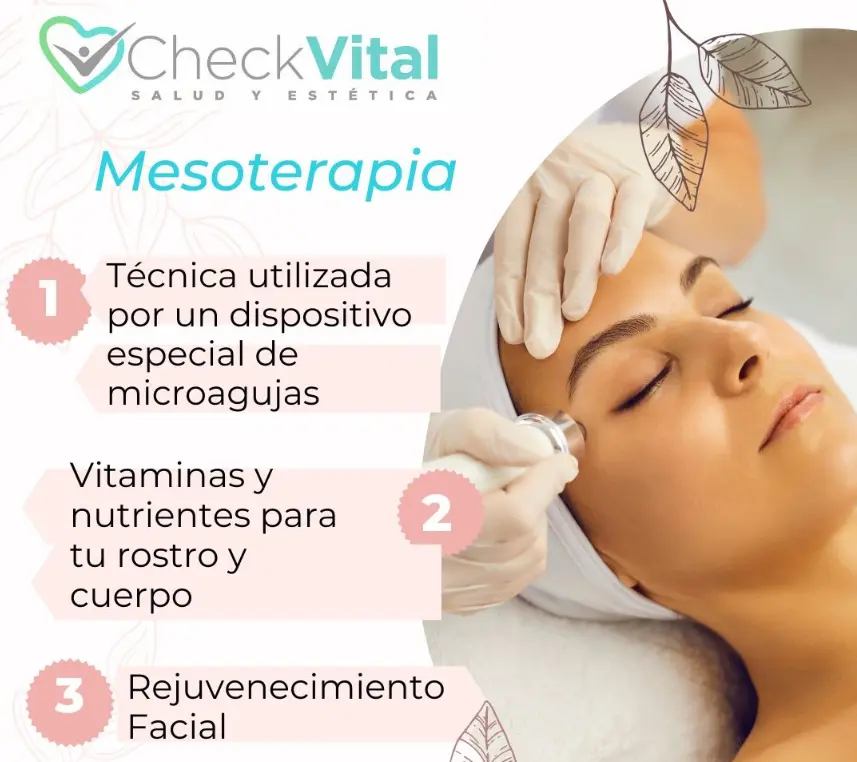 CheckVital
SALUD Y ESTÉTICA
Mesoterapia
1
Técnica utilizada
por un dispositivo
especial de
microagujas
Vitaminas y
nutrientes para
tu rostro y
cuerpo
2
3
Rejuvenecimiento
Facial